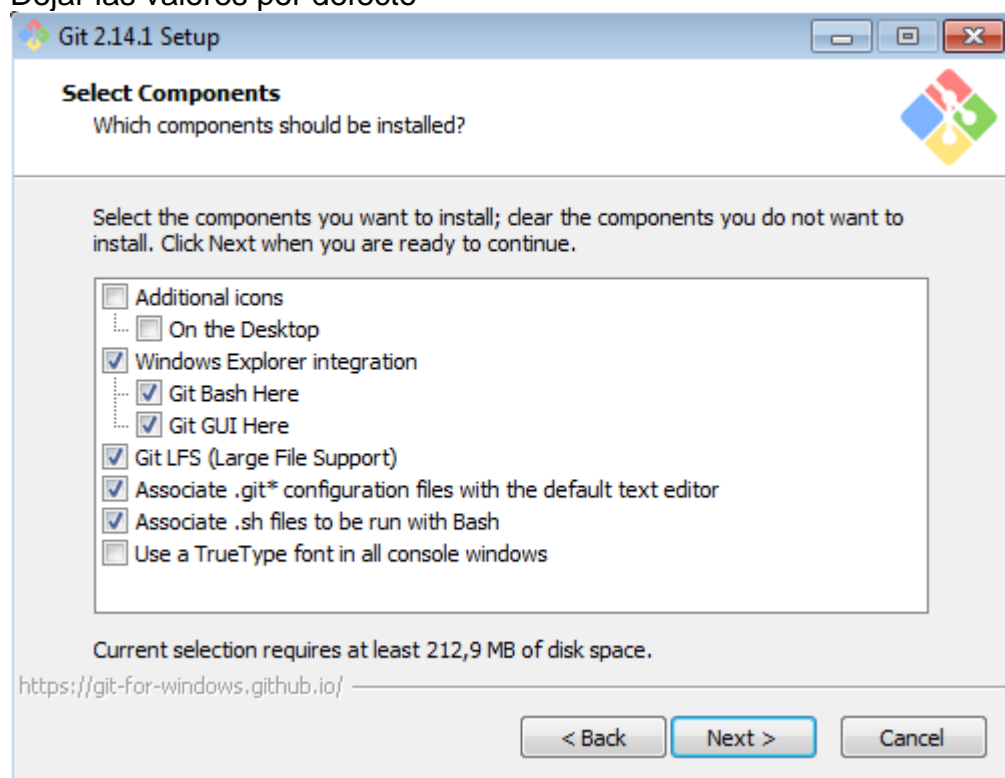 Dejar las valores por defecto
Git 2.14.1 Setup
Select Components
Which components should be installed?
Select the components you want to install; clear the components you do not want to
install. Click Next when you are ready to continue.
Additional icons
On the Desktop
Windows Explorer integration
Git Bash Here
Git GUI Here
Git LFS (Large File Support)
Associate .git* configuration files with the default text editor
Associate .sh files to be run with Bash
Use a TrueType font in all console windows
Current selection requires at least 212,9 MB of disk space.
https://git-for-windows.github.io/
< Back Next > Cancel